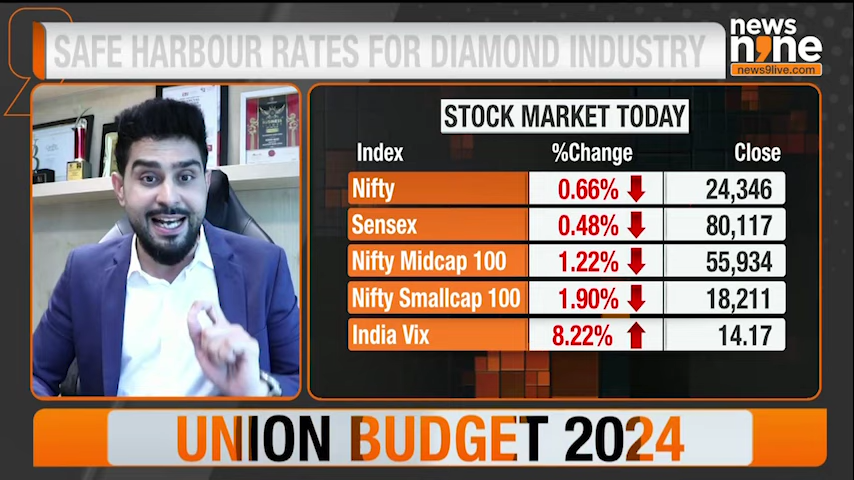 SAFE HARBOUR RATES FOR DIAMOND INDUSTRY
news
n9ne
news9live.com
STOCK MARKET TODAY
Index %Change Close
Nifty 0.66% 24,346
Sensex 0.48% 80,117
Nifty Midcap 100 1.22% 55,934
Nifty Smallcap 100 1.90% 18,211
India Vix 8.22% 14.17
UNION BUDGET 2024